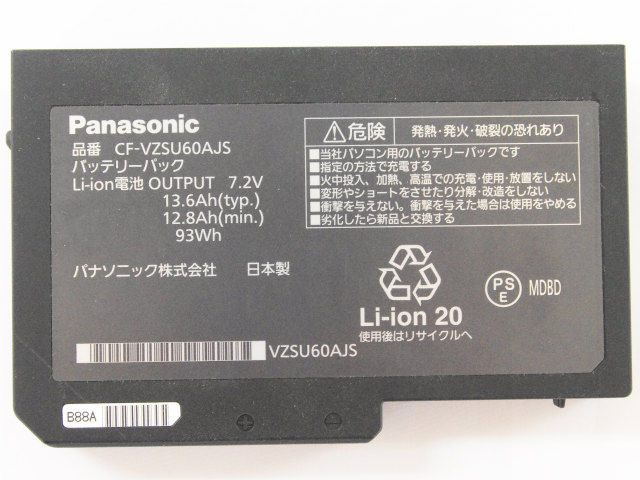 Panasonic
品番 CF-VZSU60AJS
バッテリーパック
Li-ion電池 OUTPUT 7.2V
13.6Ah(typ.)
12.8Ah(min.)
93Wh
パナソニック株式会社 日本製
⚠危険 発熱・発火・破裂の恐れあり
■当社パソコン用のバッテリーパックです
■指定の方法で充電する
■火中投入、加熱、高温での充電・使用・放置をしない
■変形やショートをさせたり分解・改造をしない
■衝撃を与えない。衝撃を与えた場合は使用をやめる
■劣化したら新品と交換する
Li-ion 20
使用後はリサイクルへ
PS
E
MDBD
VZSU60AJS
B88A